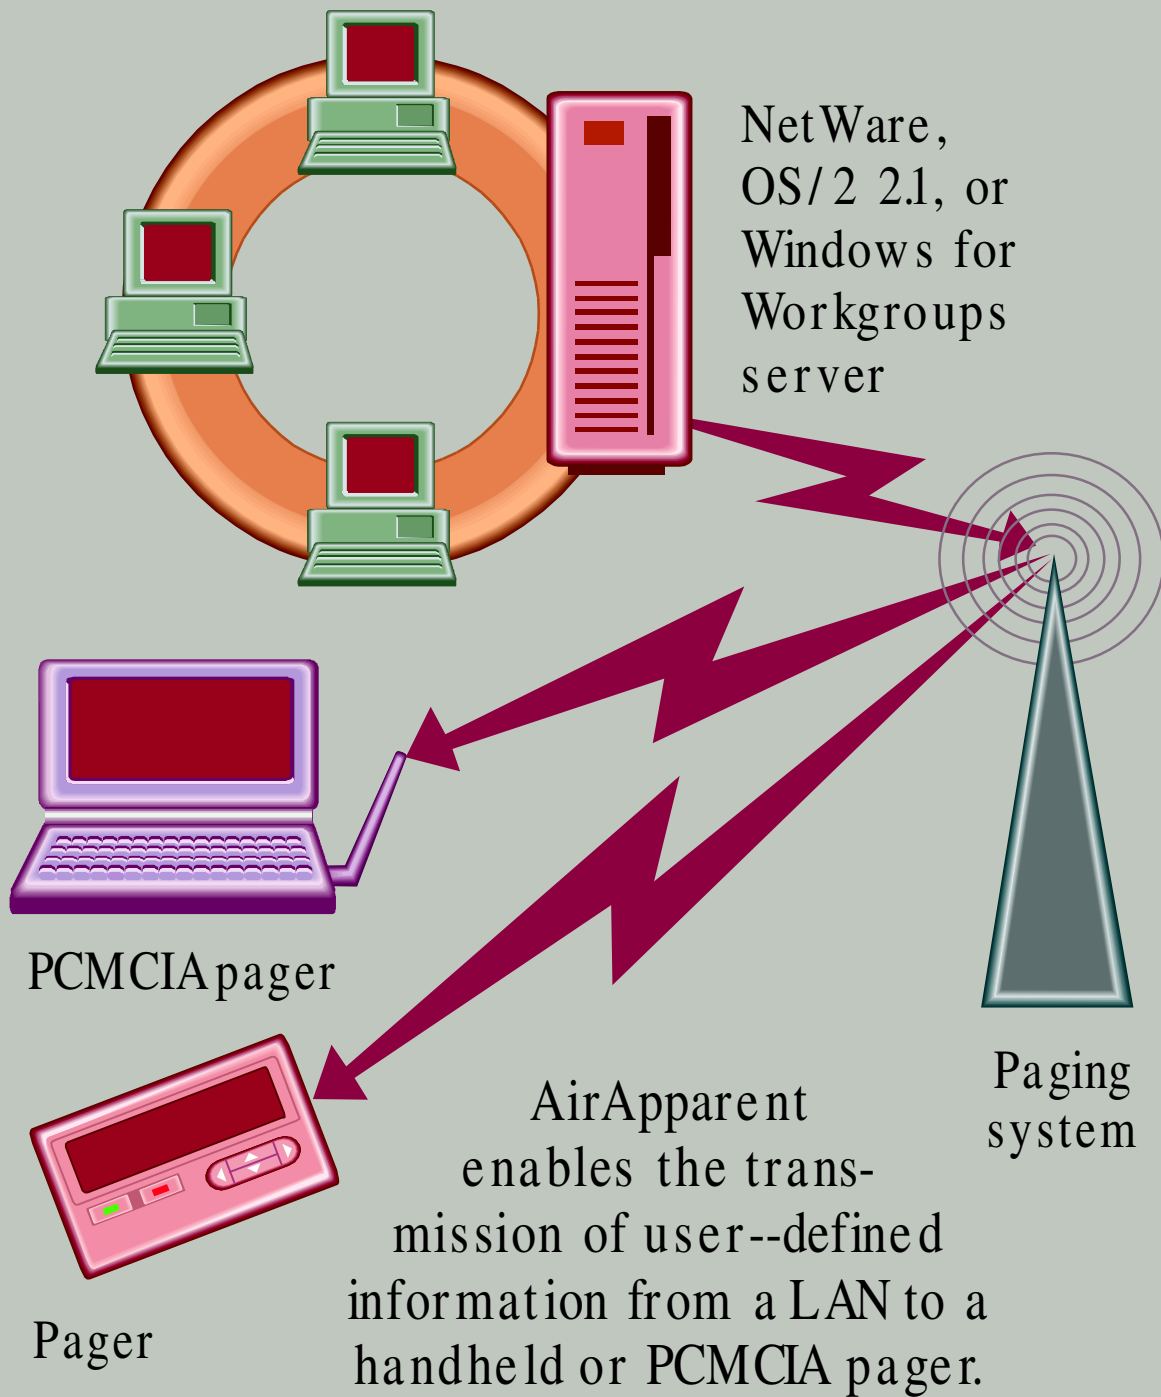 NetWare,
OS/2 2.1, or
Windows for
Workgroups
server
PCMCIA pager
Paging
system
AirApparent
enables the trans-
mission of user--defined
information from a LAN to a
handheld or PCMCIA pager.
Pager